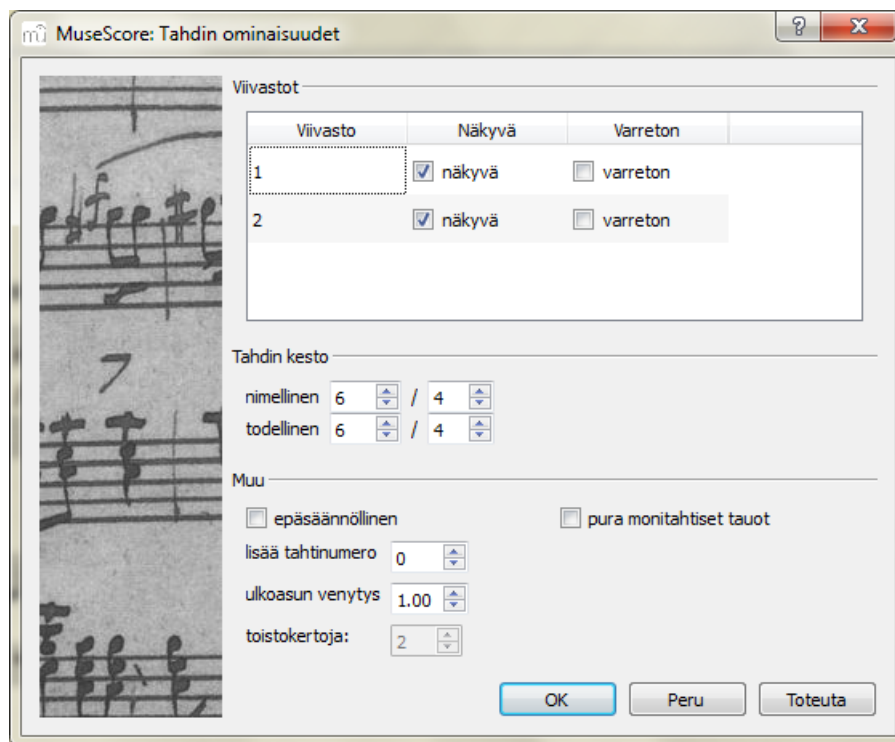 MuseScore: Tahdin ominaisuudet
Viivastot
Viivasto Näkyvä Varreton
1 näkyvä varreton
2 näkyvä varreton
Tahdin kesto
nimellinen 6 / 4
todellinen 6 / 4
Muu
epäsäännöllinen pura monitahtiset tauot
lisää tahtinumero 0
ulkoasun venytys 1.00
toistokertoja: 2
OK Peru Toteuta